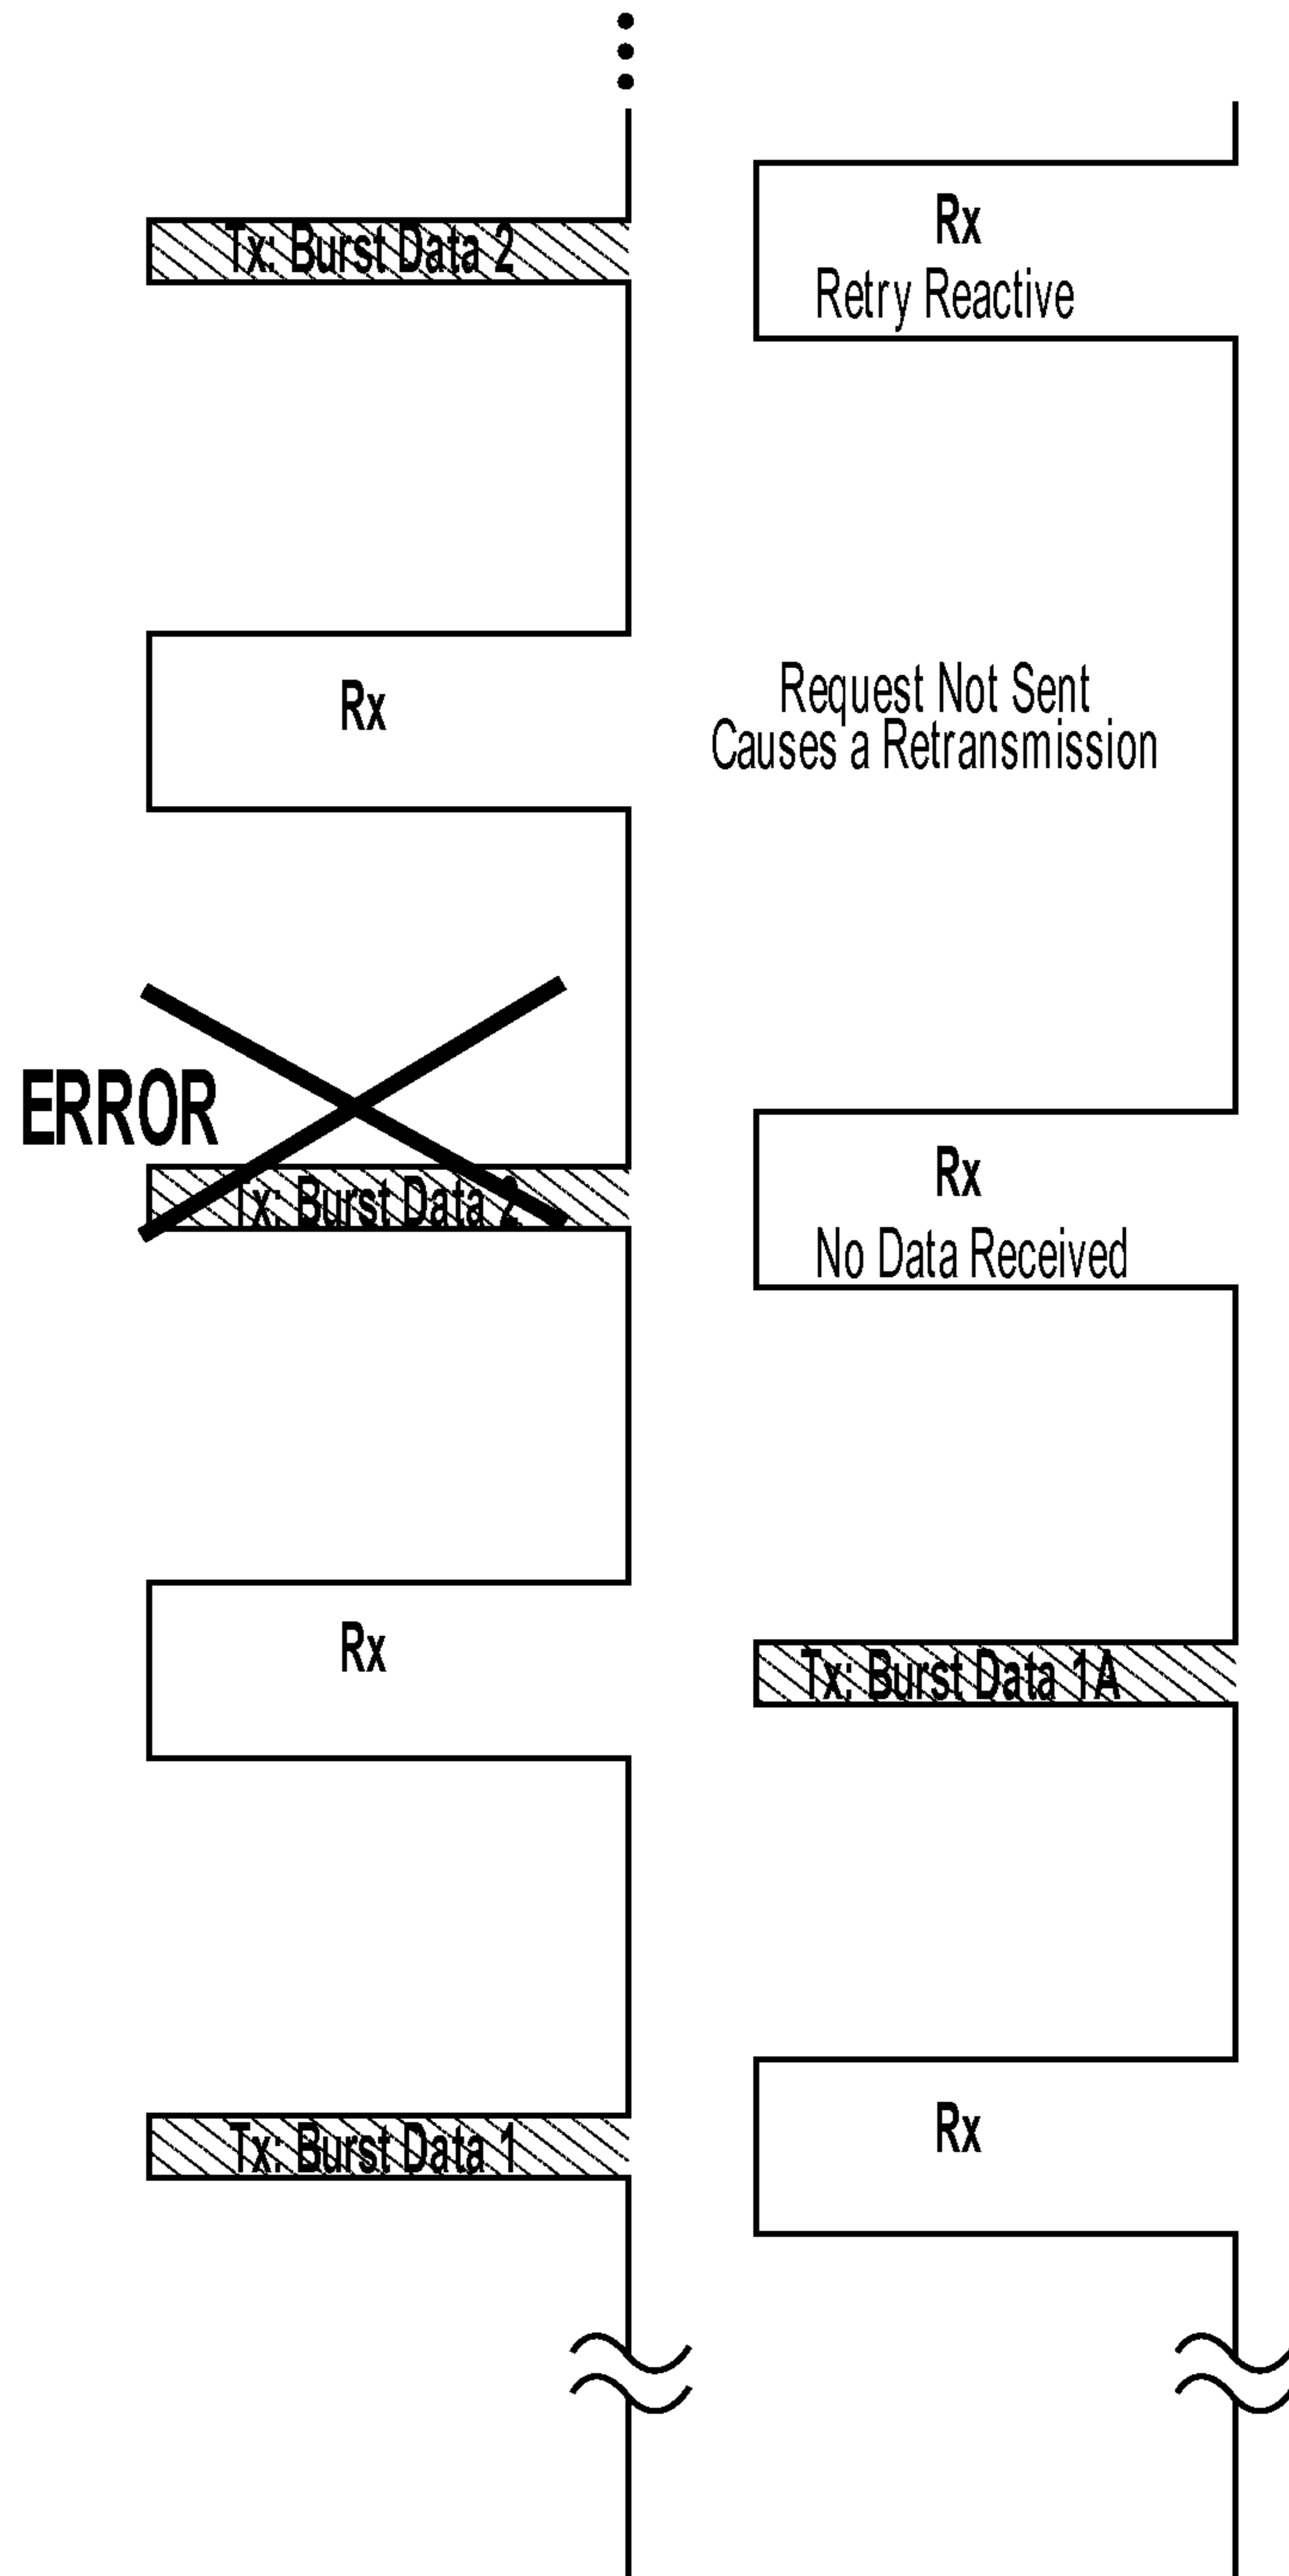 Tx: Burst Data 2
Rx
Retry Reactive
Rx
Request Not Sent
Causes a Retransmission
ERROR
Tx: Burst Data 2
Rx
No Data Received
Rx
Tx: Burst Data 1A
Tx: Burst Data 1
Rx